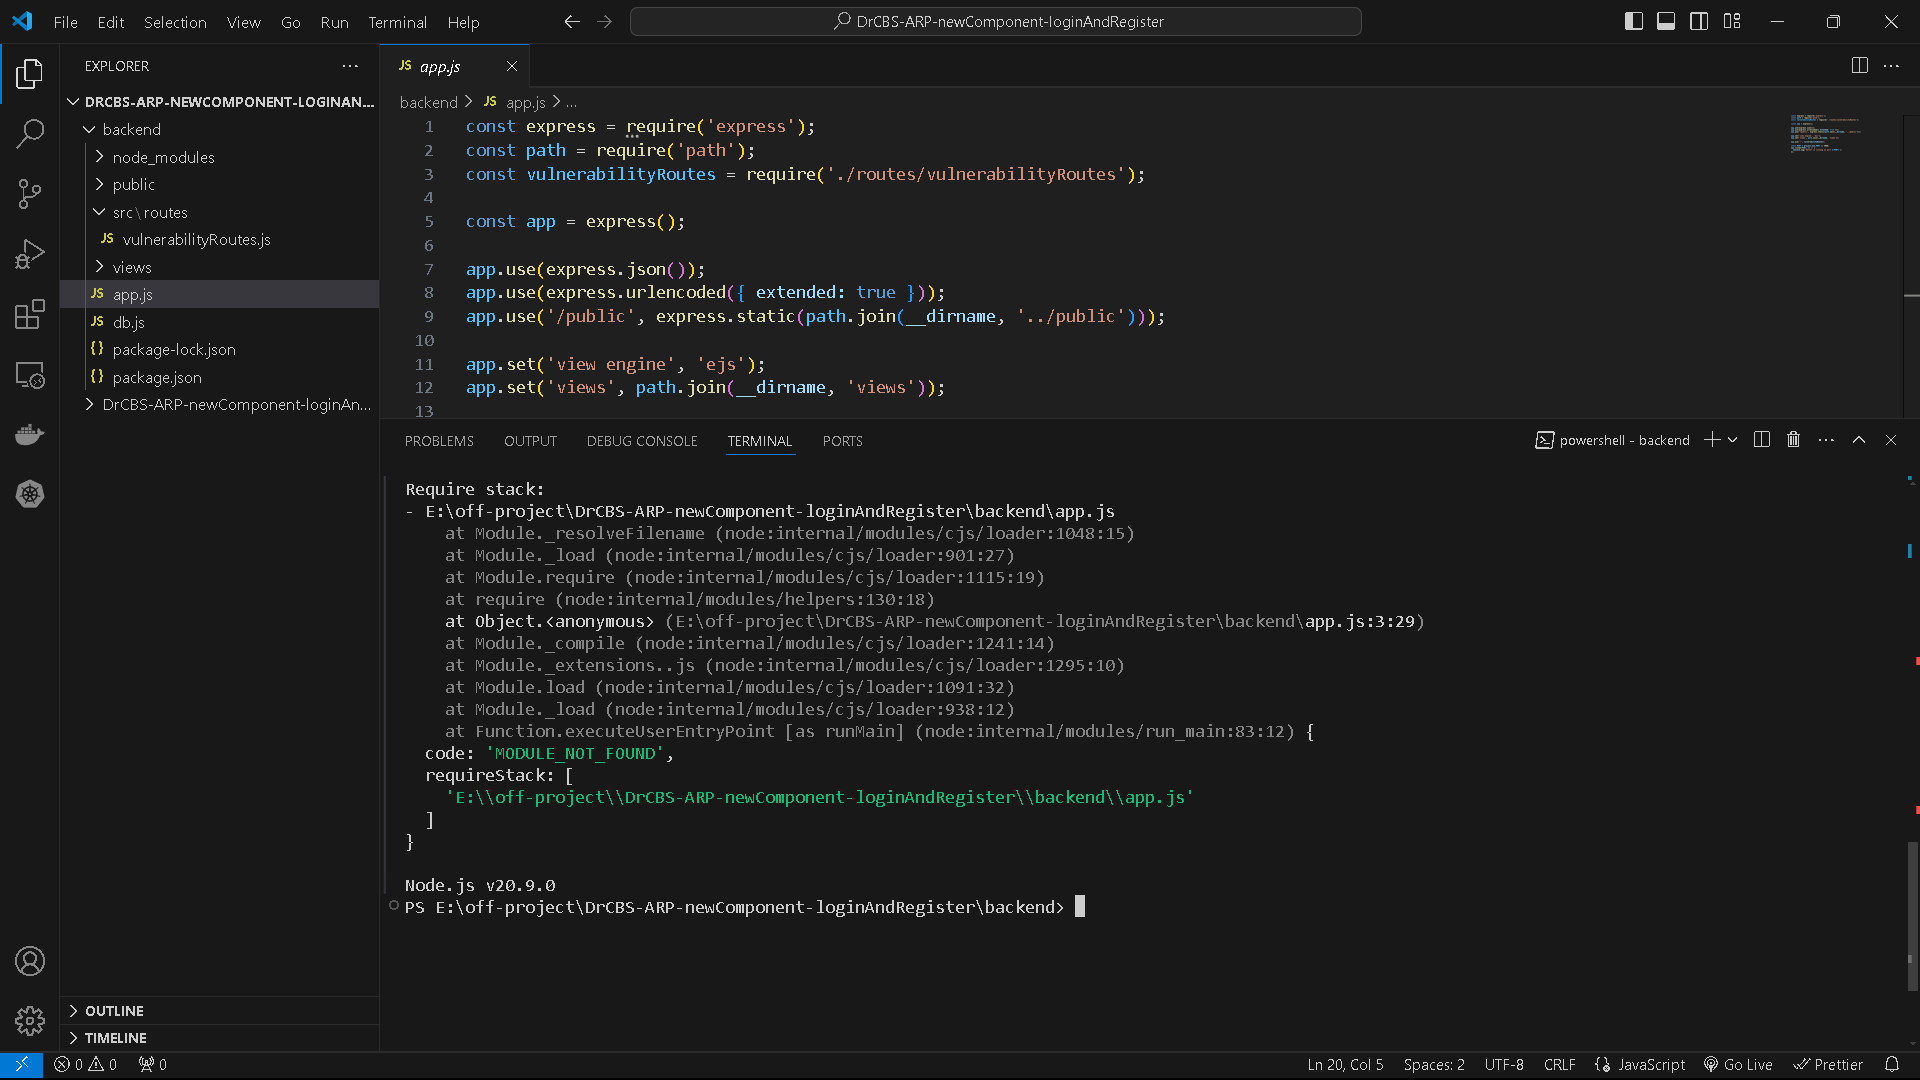 File Edit Selection View Go Run Terminal Help
DrCBS-ARP-newComponent-loginAndRegister
EXPLORER
DRCBS-ARP-NEWCOMPONENT-LOGINAN...
backend
node_modules
public
src\routes
JS vulnerabilityRoutes.js
views
JS app.js
JS db.js
{} package-lock.json
{} package.json
DrCBS-ARP-newComponent-loginAn...
OUTLINE
TIMELINE
JS app.js
backend > JS app.js > ...
1 const express = require('express');
2 const path = require('path');
3 const vulnerabilityRoutes = require('./routes/vulnerabilityRoutes');
4
5 const app = express();
6
7 app.use(express.json());
8 app.use(express.urlencoded({ extended: true }));
9 app.use('/public', express.static(path.join(__dirname, '../public')));
10
11 app.set('view engine', 'ejs');
12 app.set('views', path.join(__dirname, 'views'));
13
PROBLEMS OUTPUT DEBUG CONSOLE TERMINAL PORTS
powershell - backend
Require stack:
- E:\off-project\DrCBS-ARP-newComponent-loginAndRegister\backend\app.js
at Module._resolveFilename (node:internal/modules/cjs/loader:1048:15)
at Module._load (node:internal/modules/cjs/loader:901:27)
at Module.require (node:internal/modules/cjs/loader:1115:19)
at require (node:internal/modules/helpers:130:18)
at Object.<anonymous> (E:\off-project\DrCBS-ARP-newComponent-loginAndRegister\backend\app.js:3:29)
at Module._compile (node:internal/modules/cjs/loader:1241:14)
at Module._extensions..js (node:internal/modules/cjs/loader:1295:10)
at Module.load (node:internal/modules/cjs/loader:1091:32)
at Module._load (node:internal/modules/cjs/loader:938:12)
at Function.executeUserEntryPoint [as runMain] (node:internal/modules/run_main:83:12) {
code: 'MODULE_NOT_FOUND',
requireStack: [
'E:\\off-project\\DrCBS-ARP-newComponent-loginAndRegister\\backend\\app.js'
]
}
Node.js v20.9.0
PS E:\off-project\DrCBS-ARP-newComponent-loginAndRegister\backend>
0 0 0
Ln 20, Col 5 Spaces: 2 UTF-8 CRLF JavaScript Go Live Prettier